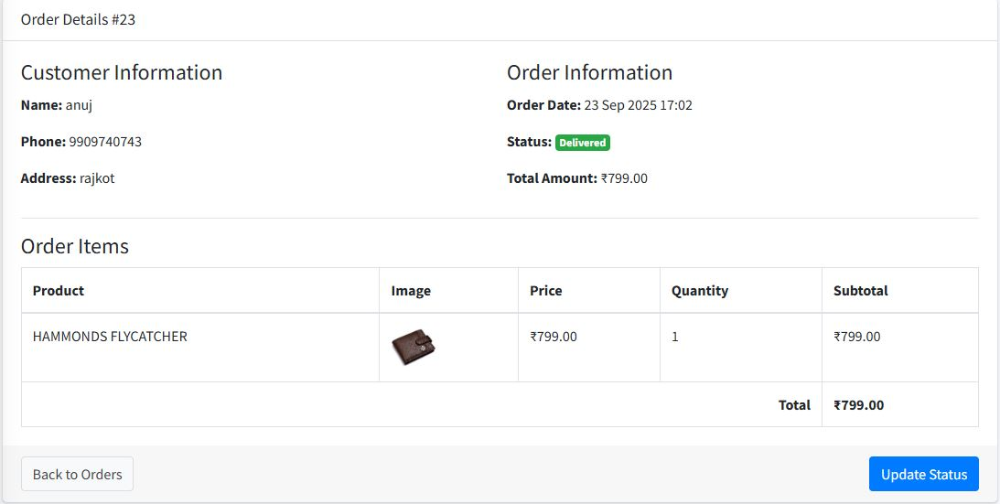 Order Details #23
Customer Information
Name: anuj
Phone: 9909740743
Address: rajkot
Order Information
Order Date: 23 Sep 2025 17:02
Status: Delivered
Total Amount: ₹799.00
Order Items
Product Image Price Quantity Subtotal
HAMMONDS FLYCATCHER ₹799.00 1 ₹799.00
Total ₹799.00
Back to Orders Update Status